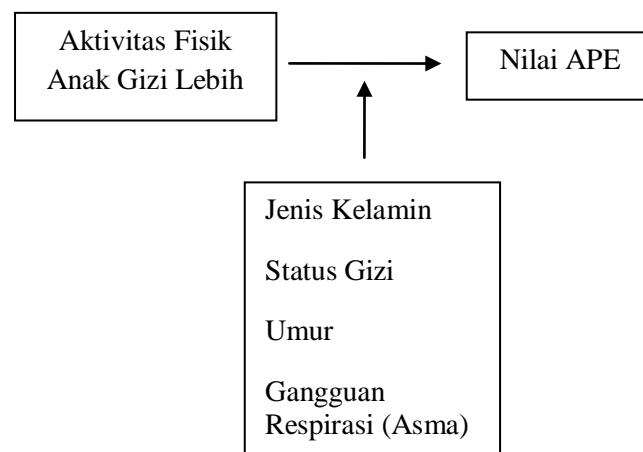 Aktivitas Fisik
Anak Gizi Lebih
Nilai APE
Jenis Kelamin
Status Gizi
Umur
Gangguan
Respirasi (Asma)